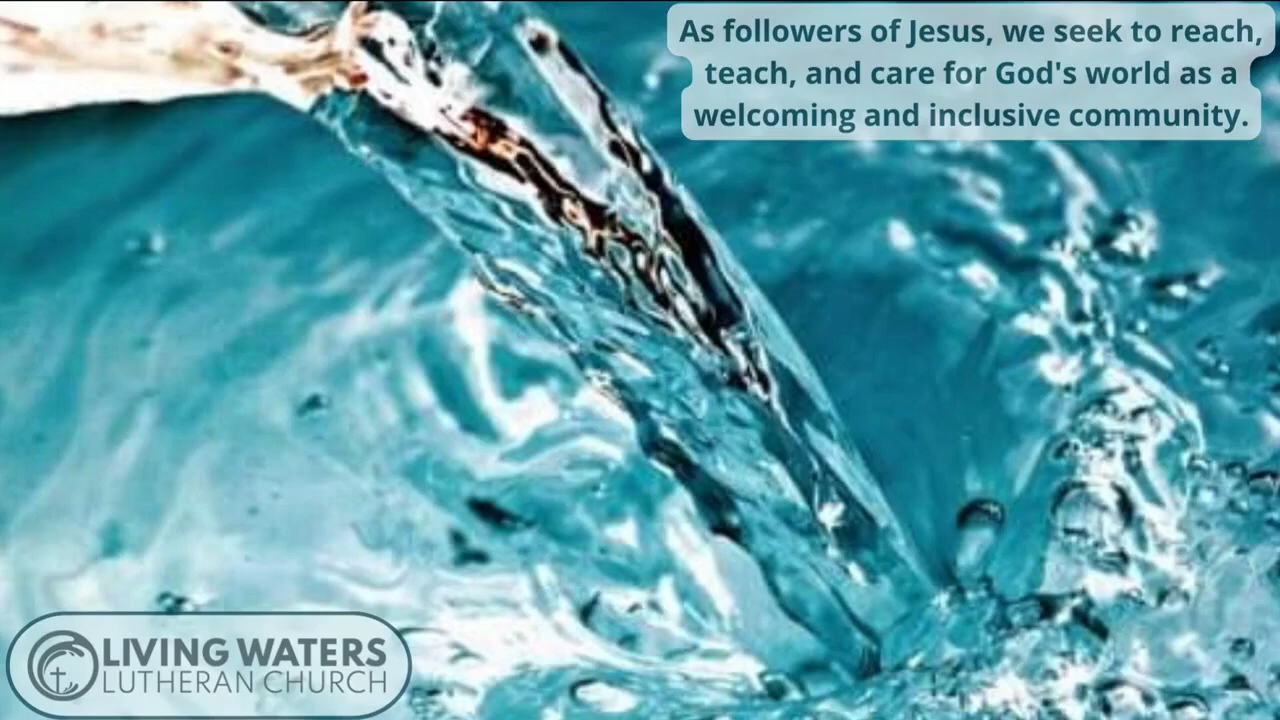 As followers of Jesus, we seek to reach,
teach, and care for God's world as a
welcoming and inclusive community.
LIVING WATERS
LUTHERAN CHURCH